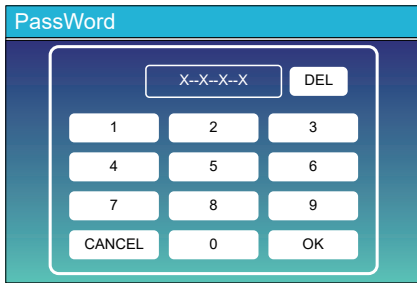 PassWord
X--X--X--X DEL
1 2 3
4 5 6
7 8 9
CANCEL 0 OK